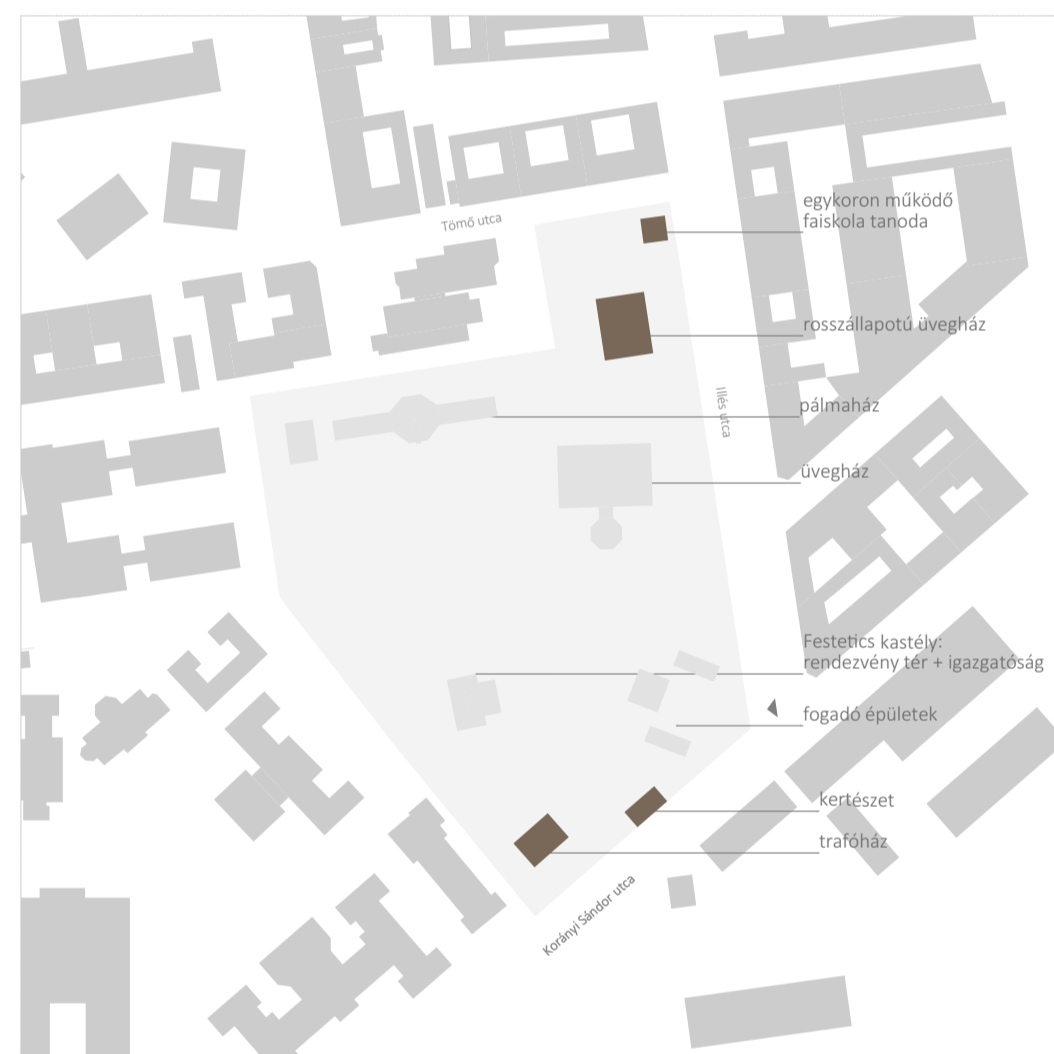 egykoron működő
faiskola tanoda
Tömő utca
rosszállapotú üvegház
Illés utca
pálmaház
üvegház
Festetics kastély:
rendezvény tér + igazgatóság
fogadó épületek
kertészet
trafóház
Korányi Sándor utca